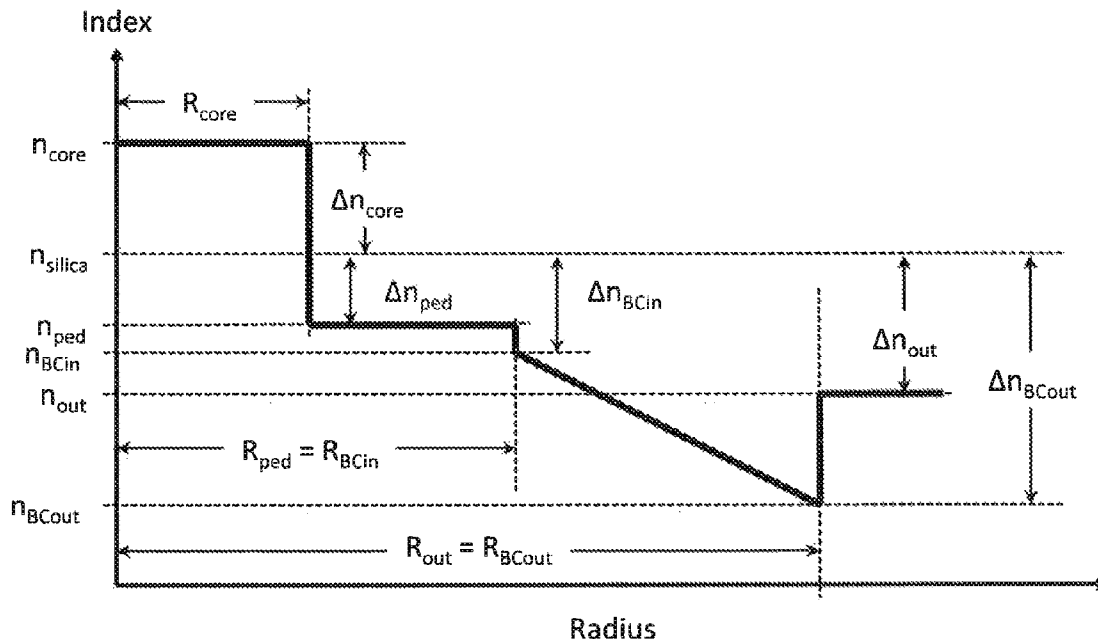 Index
R_core
n_core
Δn_core
n_silica
Δn_ped
Δn_BCin
n_ped
n_BCin
Δn_out
n_out
Δn_BCout
R_ped = R_BCin
n_BCout
R_out = R_BCout
Radius